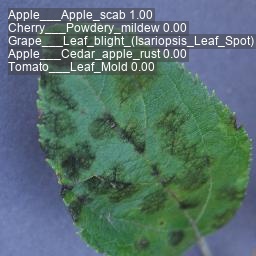 Apple___Apple_scab 1.00
Cherry___Powdery_mildew 0.00
Grape___Leaf_blight_(Isariopsis_Leaf_Spot)
Apple___Cedar_apple_rust 0.00
Tomato___Leaf_Mold 0.00